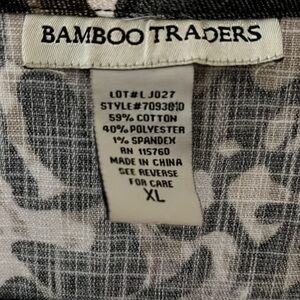 BAMBOO TRADERS
LOT#LJ027
STYLE#7093010
59% COTTON
40% POLYESTER
1% SPANDEX
RN 115760
MADE IN CHINA
SEE REVERSE
FOR CARE
XL